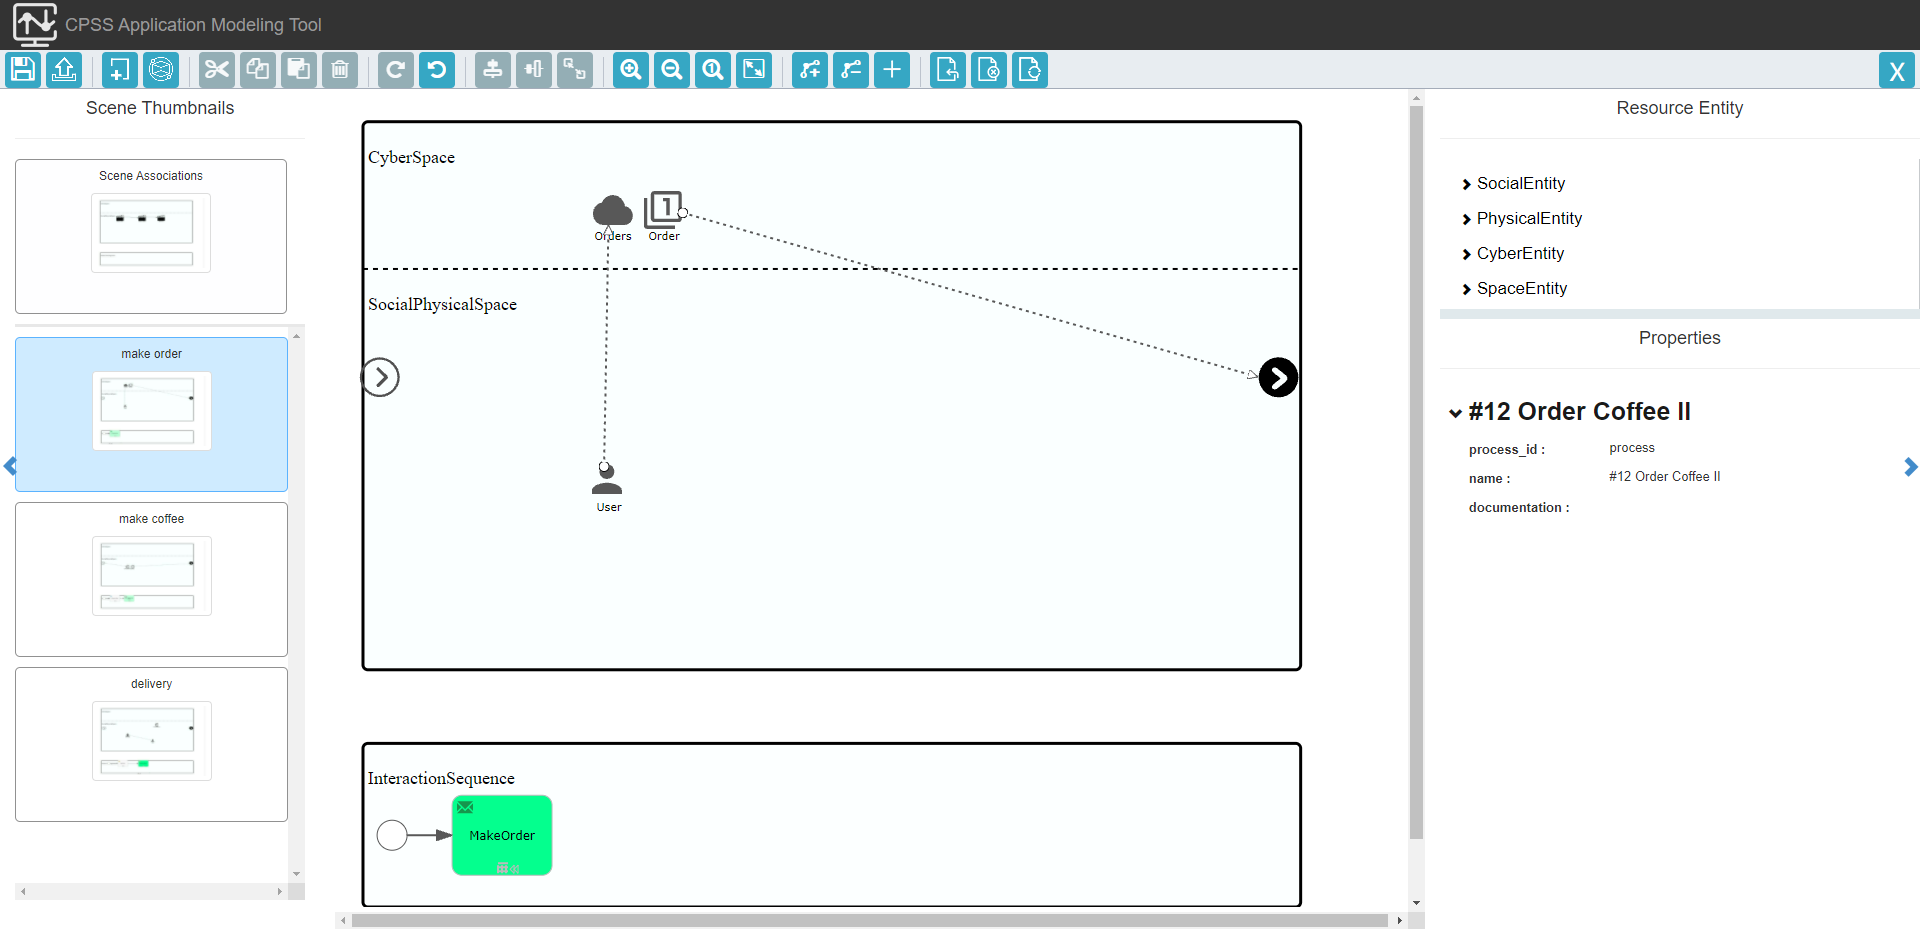 CPSS Application Modeling Tool
X
Scene Thumbnails
Scene Associations
make order
make coffee
delivery
CyberSpace
1
Orders
Order
SocialPhysicalSpace
User
InteractionSequence
MakeOrder
Resource Entity
SocialEntity
PhysicalEntity
CyberEntity
SpaceEntity
Properties
#12 Order Coffee II
process_id : process
name : #12 Order Coffee II
documentation :